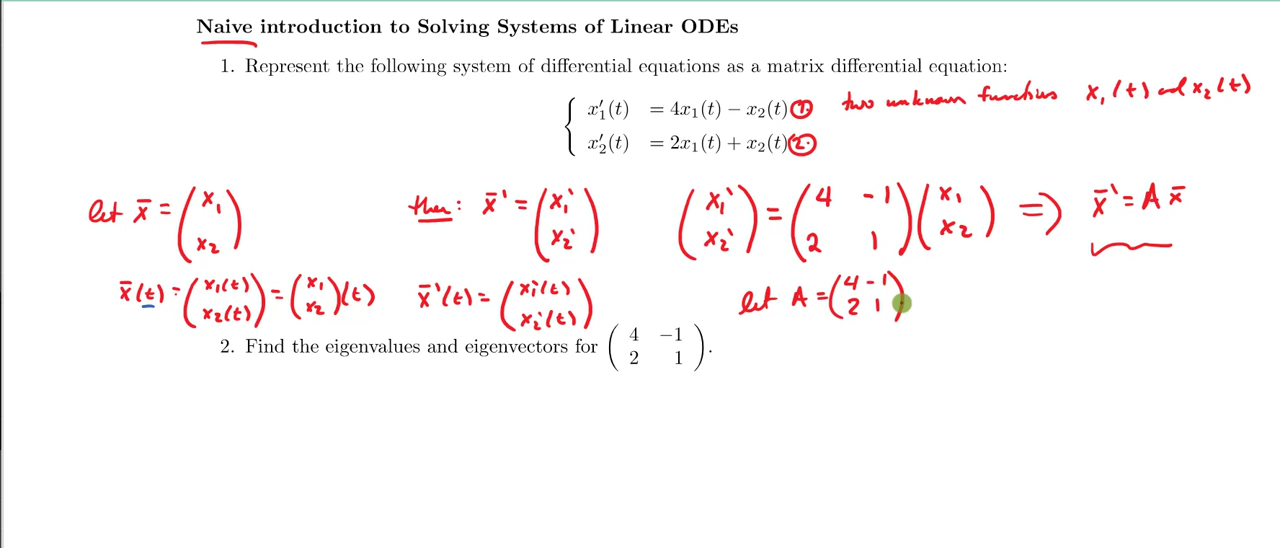 Naive introduction to Solving Systems of Linear ODEs
1. Represent the following system of differential equations as a matrix differential equation:
{ x₁′(t) = 4x₁(t) − x₂(t) ① two unknown functions x₁(t) and x₂(t)
x₂′(t) = 2x₁(t) + x₂(t) ②
let x̄ = (x₁ x₂) then: x̄' = (x₁' x₂') (x₁' x₂') = (4 -1 2 1)(x₁ x₂) ⇒ x̄' = A x̄
x̄(t) = (x₁(t) x₂(t)) = (x₁ x₂)(t) x̄'(t) = (x₁'(t) x₂'(t)) let A = (4 -1 2 1)
2. Find the eigenvalues and eigenvectors for (4 −1 2 1).